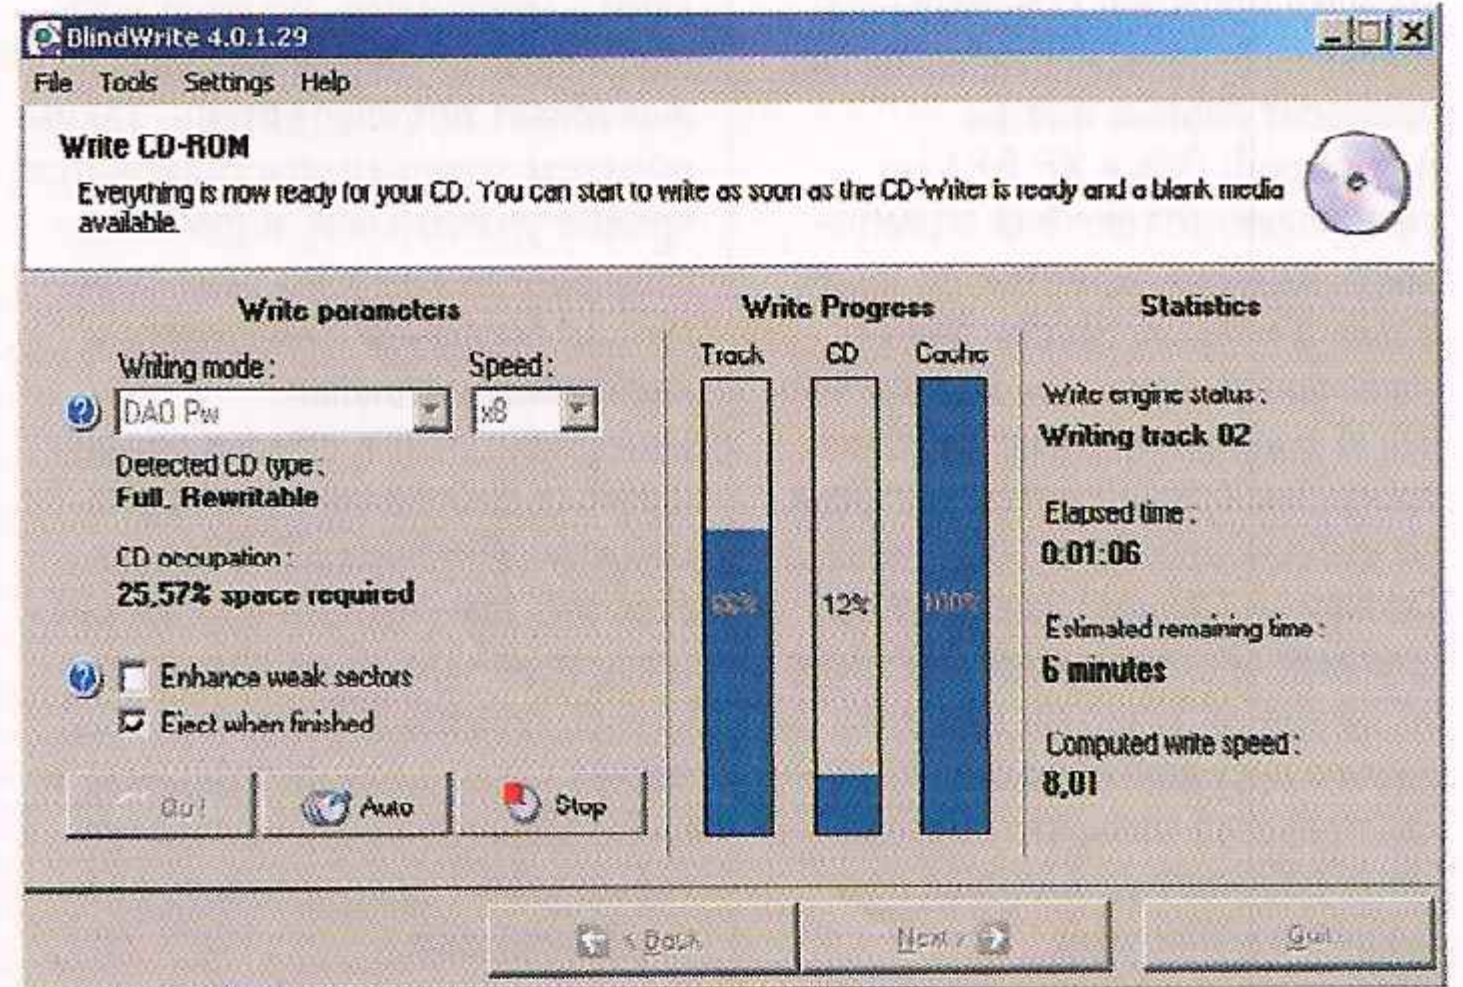 BlindWrite 4.0.1.29
File Tools Settings Help
Write CD-ROM
Everything is now ready for your CD. You can start to write as soon as the CD-Writer is ready and a blank media
available.
Write parameters
Writing mode :
Speed :
DAO Pw
x8
Detected CD type :
Full, Rewritable
CD occupation :
25,57% space required
Enhance weak sectors
Eject when finished
Auto
Stop
Write Progress
Track CD Cache
12%
100%
Statistics
Write engine status :
Writing track 02
Elapsed time :
0:01:06
Estimated remaining time :
6 minutes
Computed write speed :
8,01
< Back
Next >
Quit